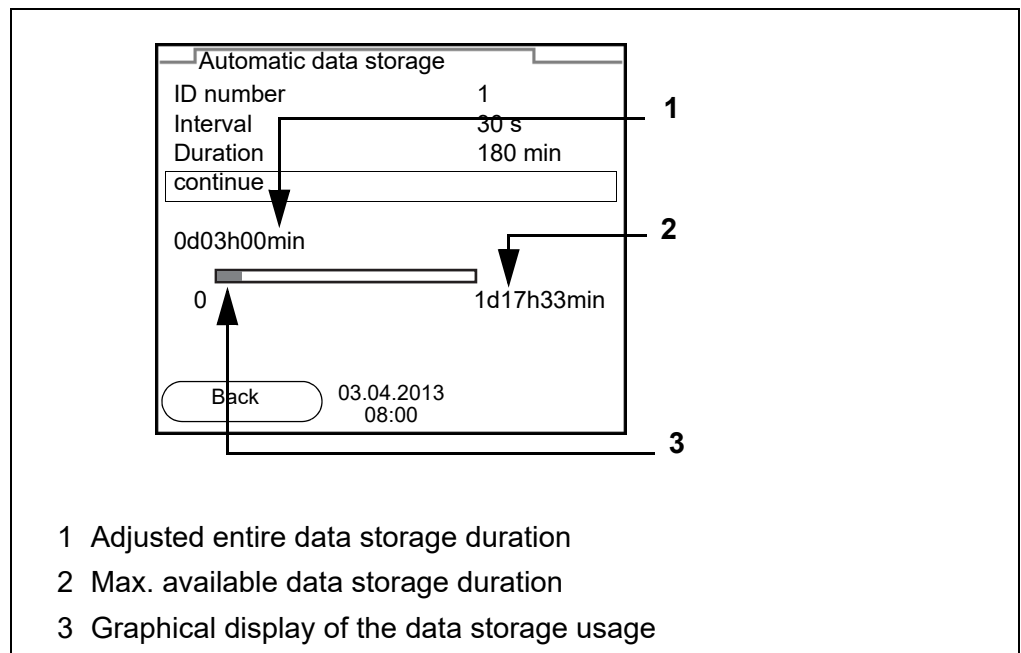 Automatic data storage
ID number 1
Interval 30 s
Duration 180 min
continue
0d03h00min
0 1d17h33min
Back 03.04.2013
08:00
1
2
3
1 Adjusted entire data storage duration
2 Max. available data storage duration
3 Graphical display of the data storage usage